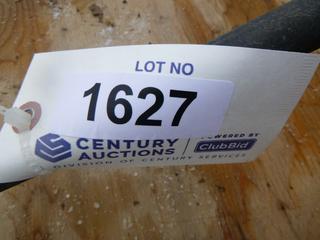 LOT NO
1627
CENTURY
AUCTIONS
POWERED BY
ClubBid
DIVISION OF CENTURY SERVICES